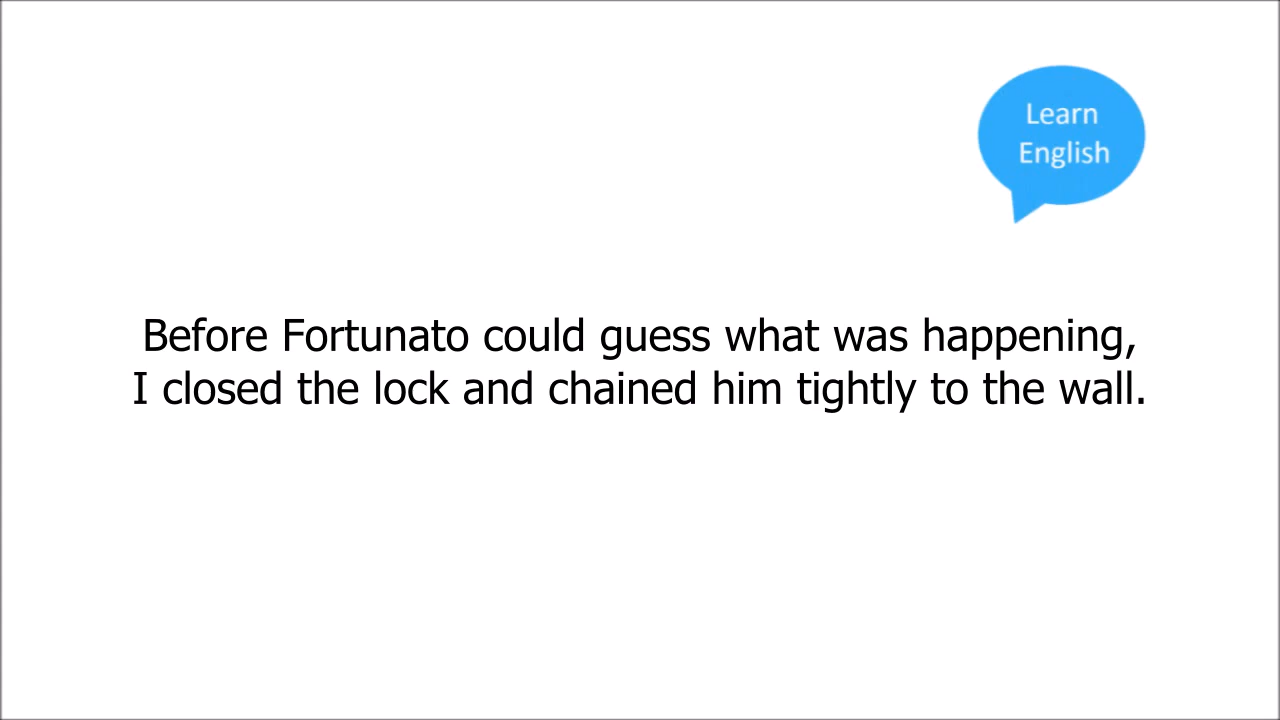 Learn
English
Before Fortunato could guess what was happening,
I closed the lock and chained him tightly to the wall.